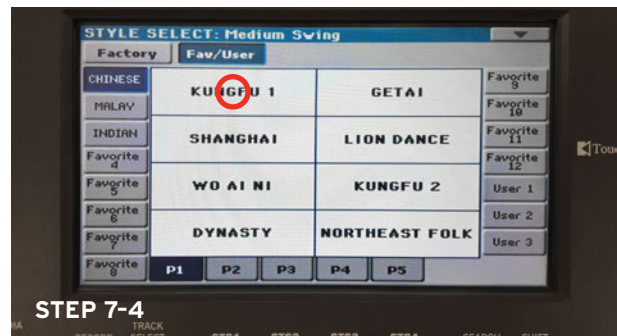 STYLE SELECT: Medium Swing
Factory Fav/User
CHINESE
MALAY
INDIAN
Favorite 4
Favorite 5
Favorite 6
Favorite 7
Favorite 8
KUNGFU 1 GETAI
SHANGHAI LION DANCE
WO AI NI KUNGFU 2
DYNASTY NORTHEAST FOLK
Favorite 9
Favorite 10
Favorite 11
Favorite 12
User 1
User 2
User 3
P1 P2 P3 P4 P5
Tou
STEP 7-4
TRACK